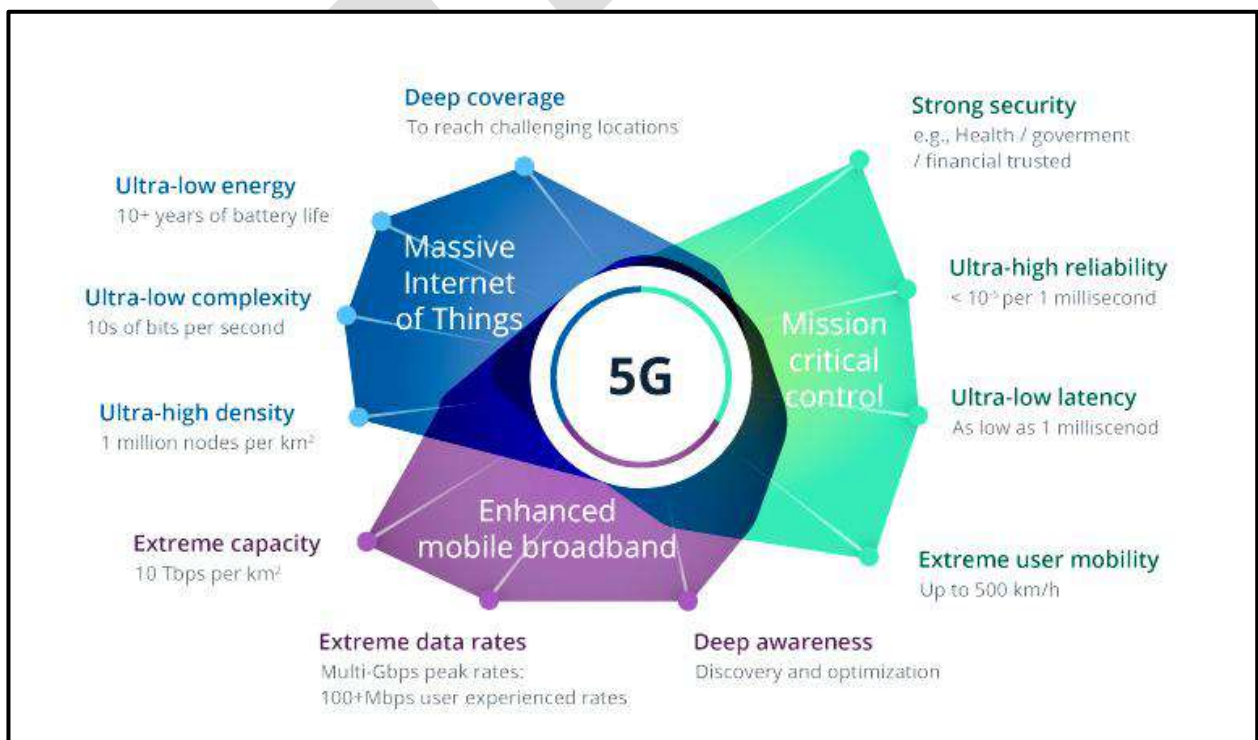 Deep coverage
To reach challenging locations
Strong security
e.g., Health / goverment
/ financial trusted
Ultra-low energy
10+ years of battery life
Massive
Internet
of Things
Ultra-high reliability
< 10⁻⁵ per 1 millisecond
Ultra-low complexity
10s of bits per second
Mission
critical
control
5G
Ultra-low latency
As low as 1 milliscenod
Ultra-high density
1 million nodes per km²
Enhanced
mobile broadband
Extreme capacity
10 Tbps per km²
Extreme user mobility
Up to 500 km/h
Extreme data rates
Multi-Gbps peak rates:
100+Mbps user experienced rates
Deep awareness
Discovery and optimization